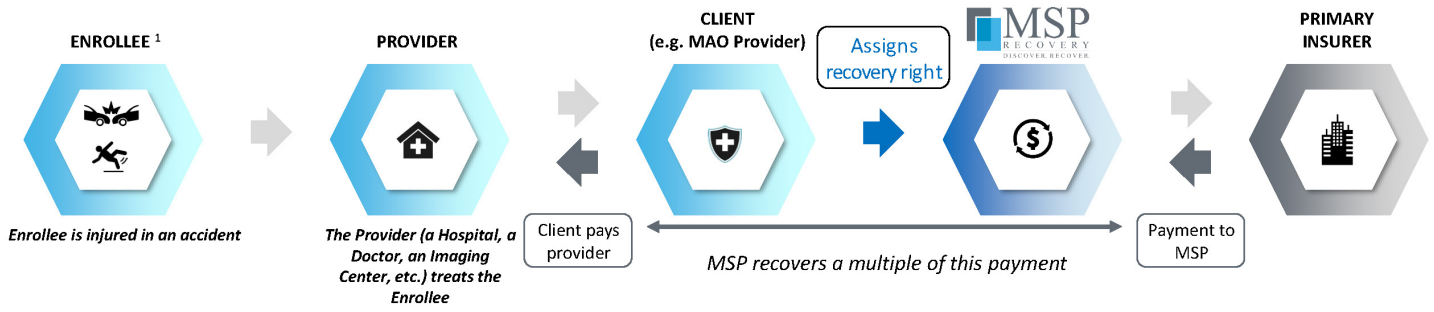 ENROLLEE 1
Enrollee is injured in an accident
PROVIDER
The Provider (a Hospital, a
Doctor, an Imaging
Center, etc.) treats the
Enrollee
Client pays
provider
CLIENT
(e.g. MAO Provider)
Assigns
recovery right
MSP
RECOVERY
DISCOVER. RECOVER.
$
MSP recovers a multiple of this payment
PRIMARY
INSURER
Payment to
MSP